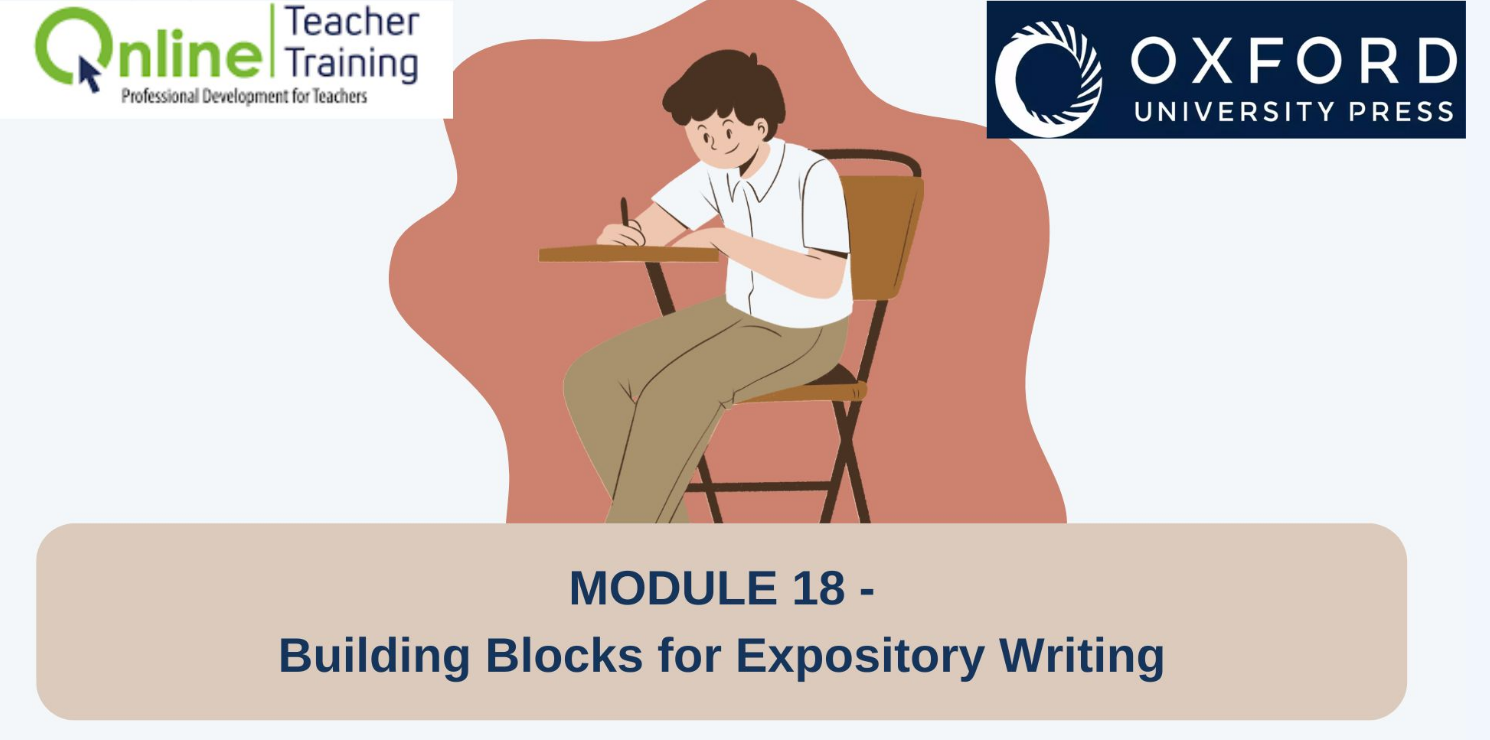 Online Teacher
Training
Professional Development for Teachers
OXFORD
UNIVERSITY PRESS
MODULE 18 -
Building Blocks for Expository Writing